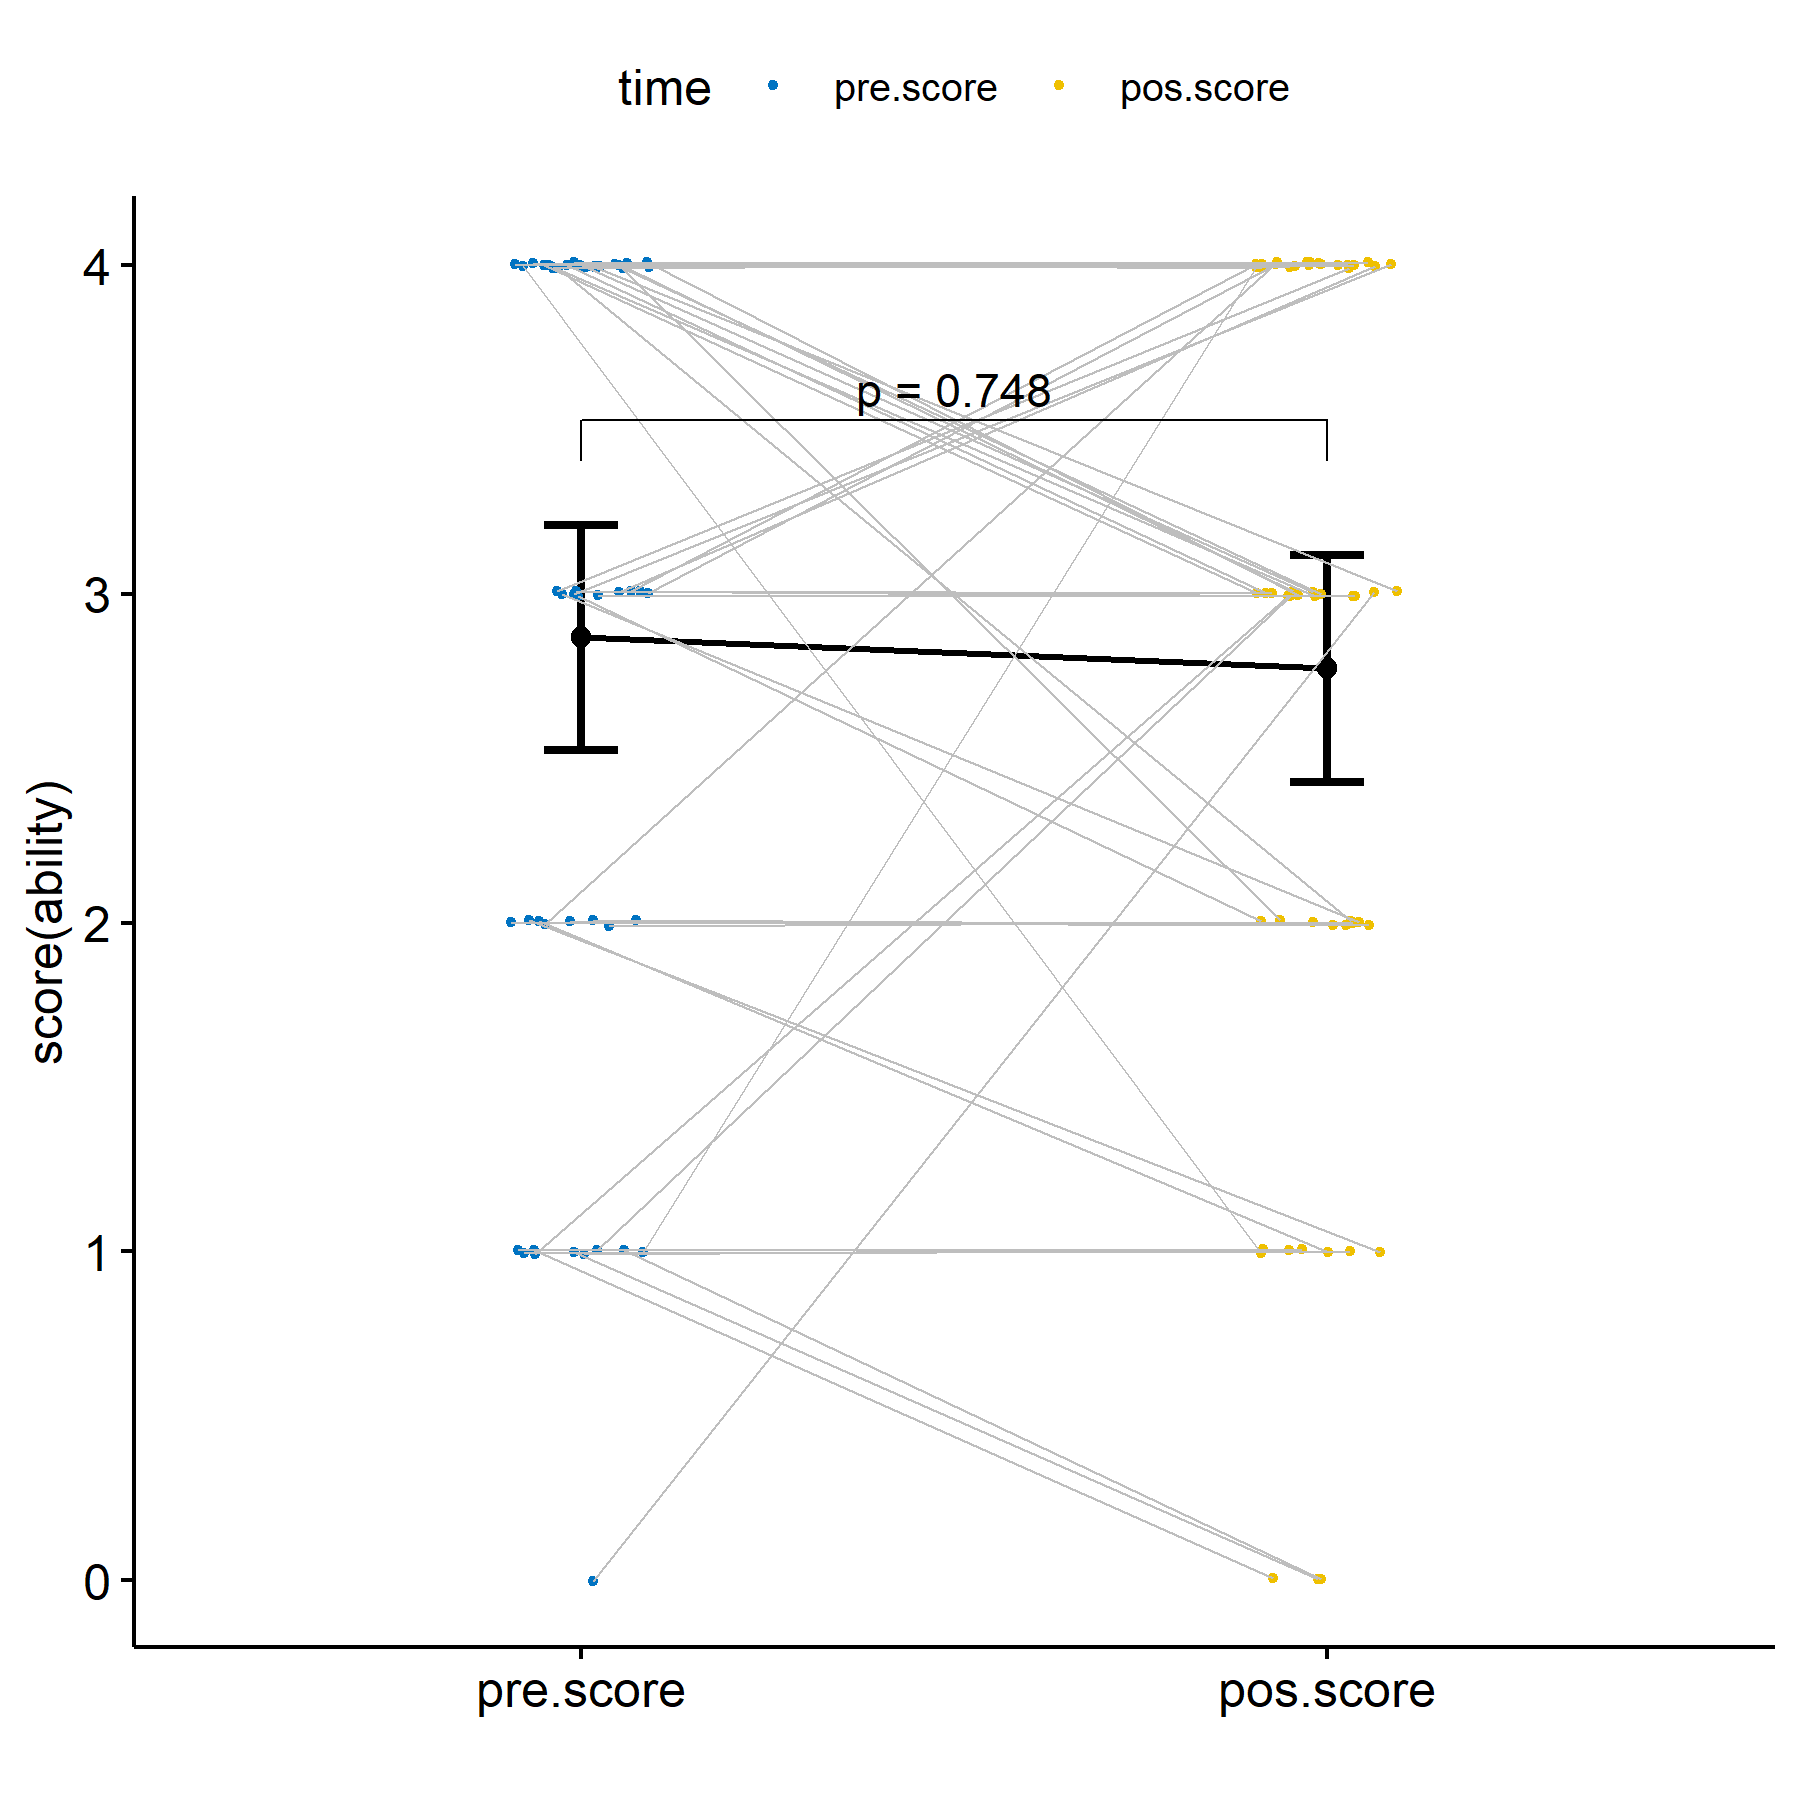 time pre.score pos.score
4
p = 0.748
3
2
score(ability)
1
0
pre.score pos.score